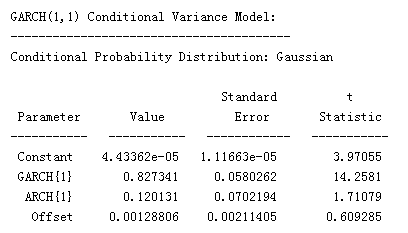 GARCH(1,1) Conditional Variance Model:
----------------------------------------
Conditional Probability Distribution: Gaussian
Standard t
Parameter Value Error Statistic
----------- ----------- ------------ -----------
Constant 4.43362e-05 1.11663e-05 3.97055
GARCH{1} 0.827341 0.0580262 14.2581
ARCH{1} 0.120131 0.0702194 1.71079
Offset 0.00128806 0.00211405 0.609285